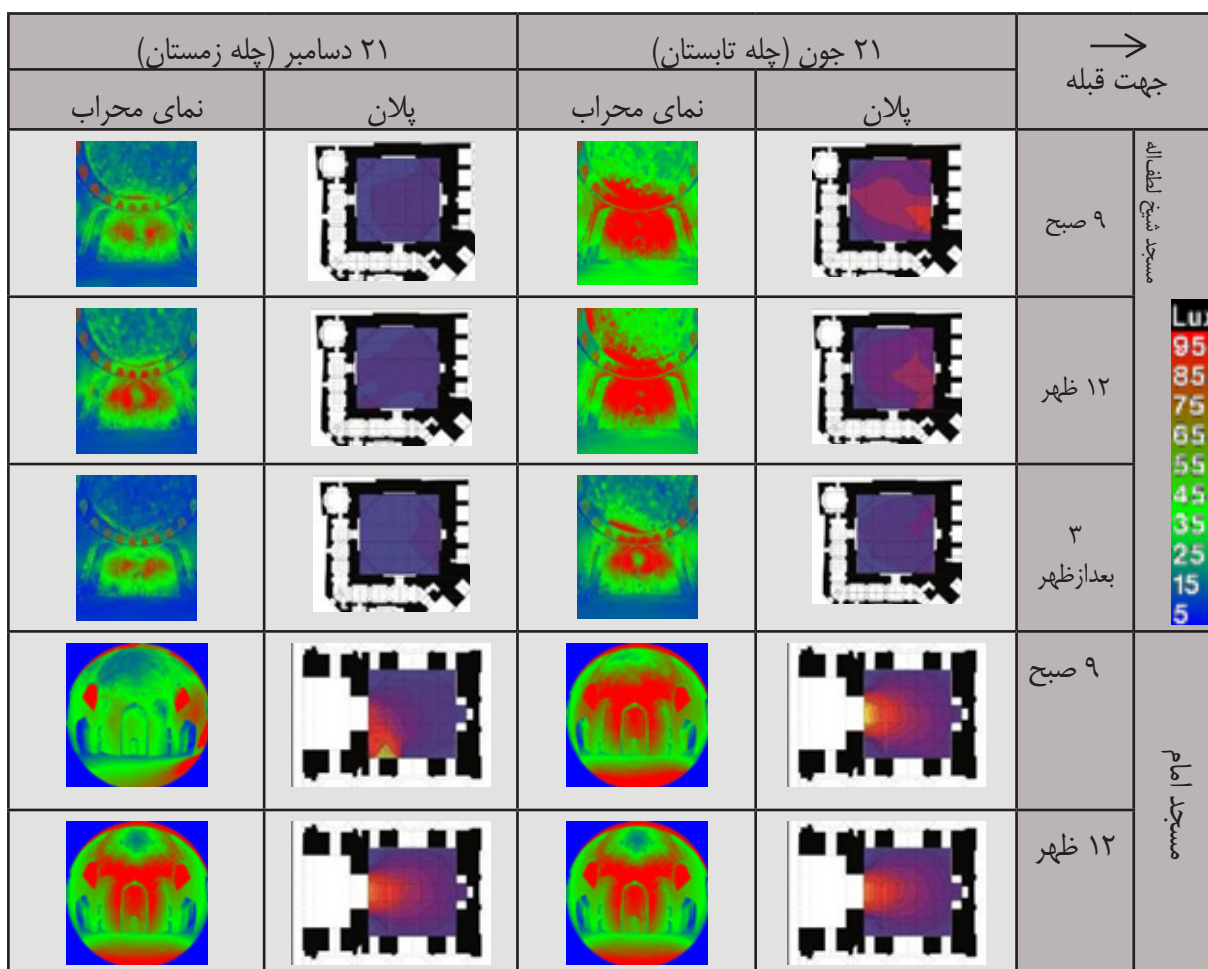 جهت قبله
۲۱ جون (چله تابستان)
۲۱ دسامبر (چله زمستان)
پلان
نمای محراب
پلان
نمای محراب
مسجد شیخ لطف‌اله
۹ صبح
۱۲ ظهر
۳
بعدازظهر
مسجد امام
۹ صبح
۱۲ ظهر
Lux
95
85
75
65
55
45
35
25
15
5